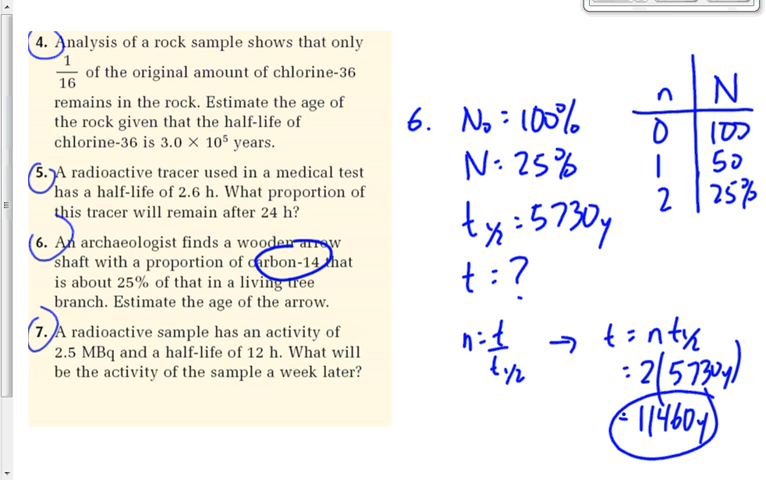 4. Analysis of a rock sample shows that only
1/16 of the original amount of chlorine-36
remains in the rock. Estimate the age of
the rock given that the half-life of
chlorine-36 is 3.0 × 10⁵ years.
5. A radioactive tracer used in a medical test
has a half-life of 2.6 h. What proportion of
this tracer will remain after 24 h?
6. An archaeologist finds a wooden arrow
shaft with a proportion of carbon-14 that
is about 25% of that in a living tree
branch. Estimate the age of the arrow.
7. A radioactive sample has an activity of
2.5 MBq and a half-life of 12 h. What will
be the activity of the sample a week later?
6. N₀ = 100%
N = 25%
t½ = 5730y
t = ?
n = t/t1/2 → t = n t½
= 2(5730y)
= 11460y
n N
0 100
1 50
2 25%